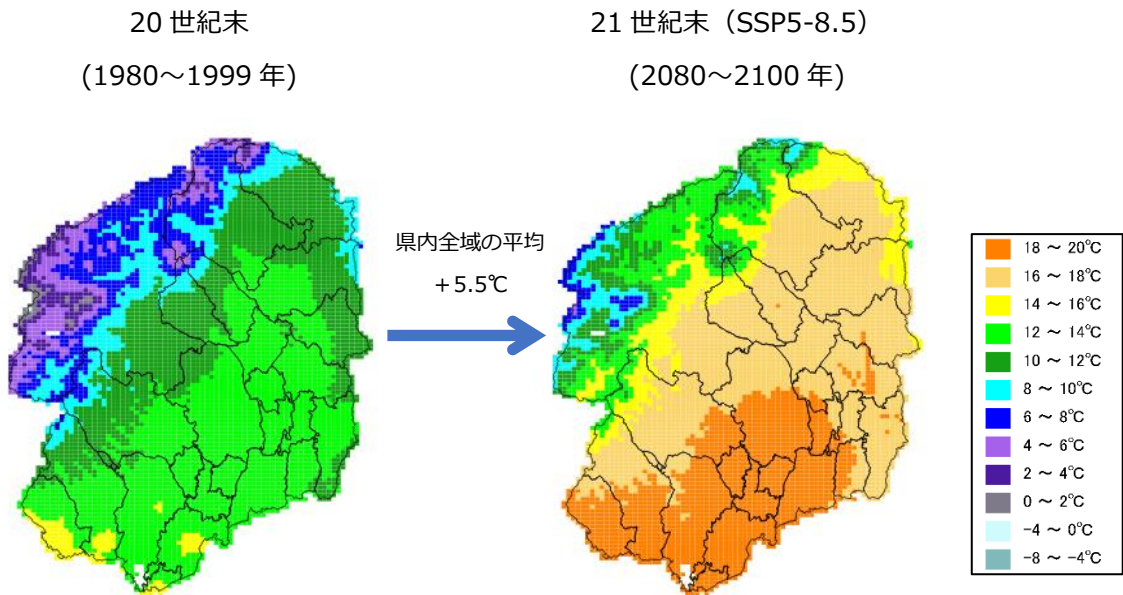 20 世紀末
(1980～1999 年)
21 世紀末（SSP5-8.5）
(2080～2100 年)
県内全域の平均
＋5.5℃
18 ～ 20℃
16 ～ 18℃
14 ～ 16℃
12 ～ 14℃
10 ～ 12℃
8 ～ 10℃
6 ～ 8℃
4 ～ 6℃
2 ～ 4℃
0 ～ 2℃
-4 ～ 0℃
-8 ～ -4℃